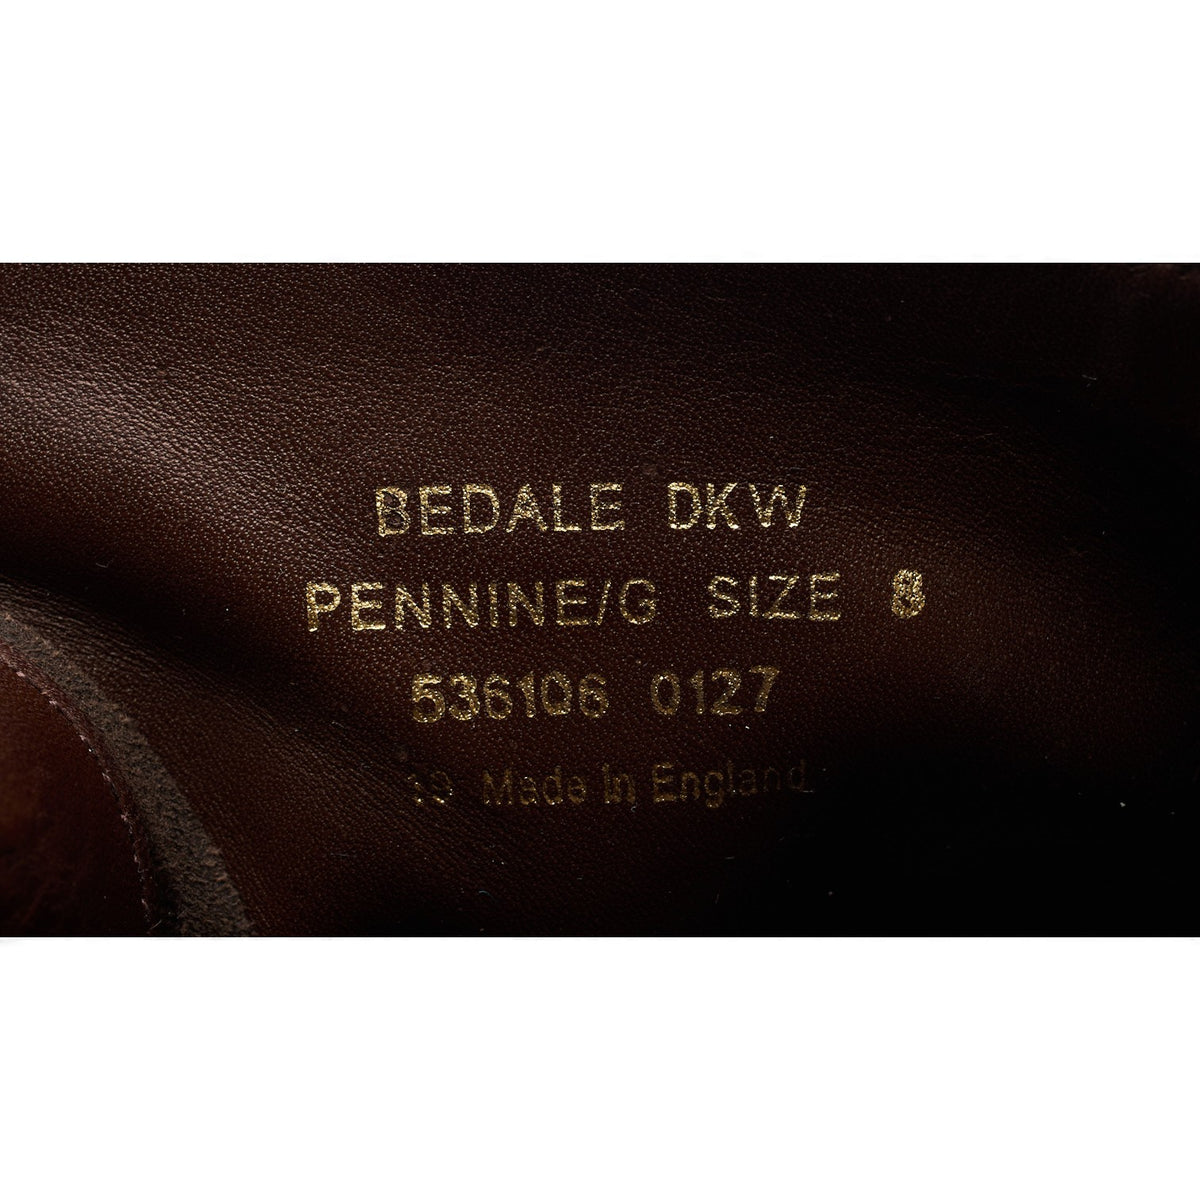 BEDALE DKW
PENNINE/G SIZE 8
536106 0127
Made In England